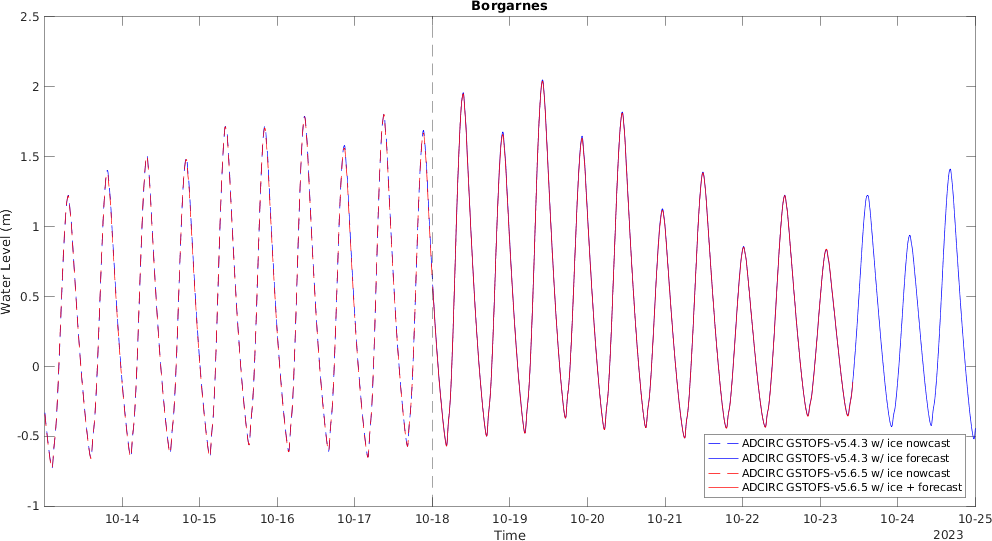 Borgarnes
2.5
2
1.5
1
0.5
0
-0.5
-1
Water Level (m)
ADCIRC GSTOFS-v5.4.3 w/ ice nowcast
ADCIRC GSTOFS-v5.4.3 w/ ice forecast
ADCIRC GSTOFS-v5.6.5 w/ ice nowcast
ADCIRC GSTOFS-v5.6.5 w/ ice + forecast
10-14 10-15 10-16 10-17 10-18 10-19 10-20 10-21 10-22 10-23 10-24 10-25
Time
2023